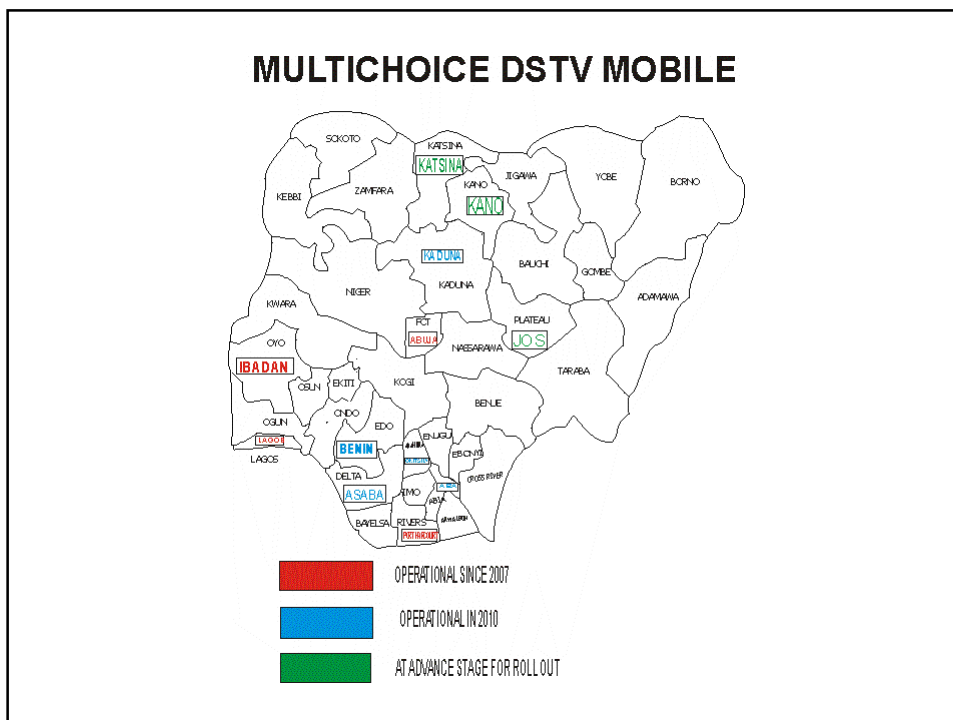 MULTICHOICE DSTV MOBILE
SOKOTO
KATSINA
KATSINA
JIGAWA
YOBE
BORNO
KEBBI
ZAMFARA
KANO
KANO
KADUNA
BAUCHI
GOMBE
NIGER
KADUNA
ADAMAWA
KWARA
FCT
ABUJA
PLATEAU
JOS
NASSARAWA
OYO
IBADAN
TARABA
OSUN
EKITI
KOGI
BENUE
OGUN
ONDO
EDO
LAGOS
LAGOS
BENIN
ENUGU
EBONYI
CROSS RIVER
DELTA
ASABA
IMO
ABIA
BAYELSA
RIVERS
PORTHARCOURT
OPERATIONAL SINCE 2007
OPERATIONAL IN 2010
AT ADVANCE STAGE FOR ROLL OUT